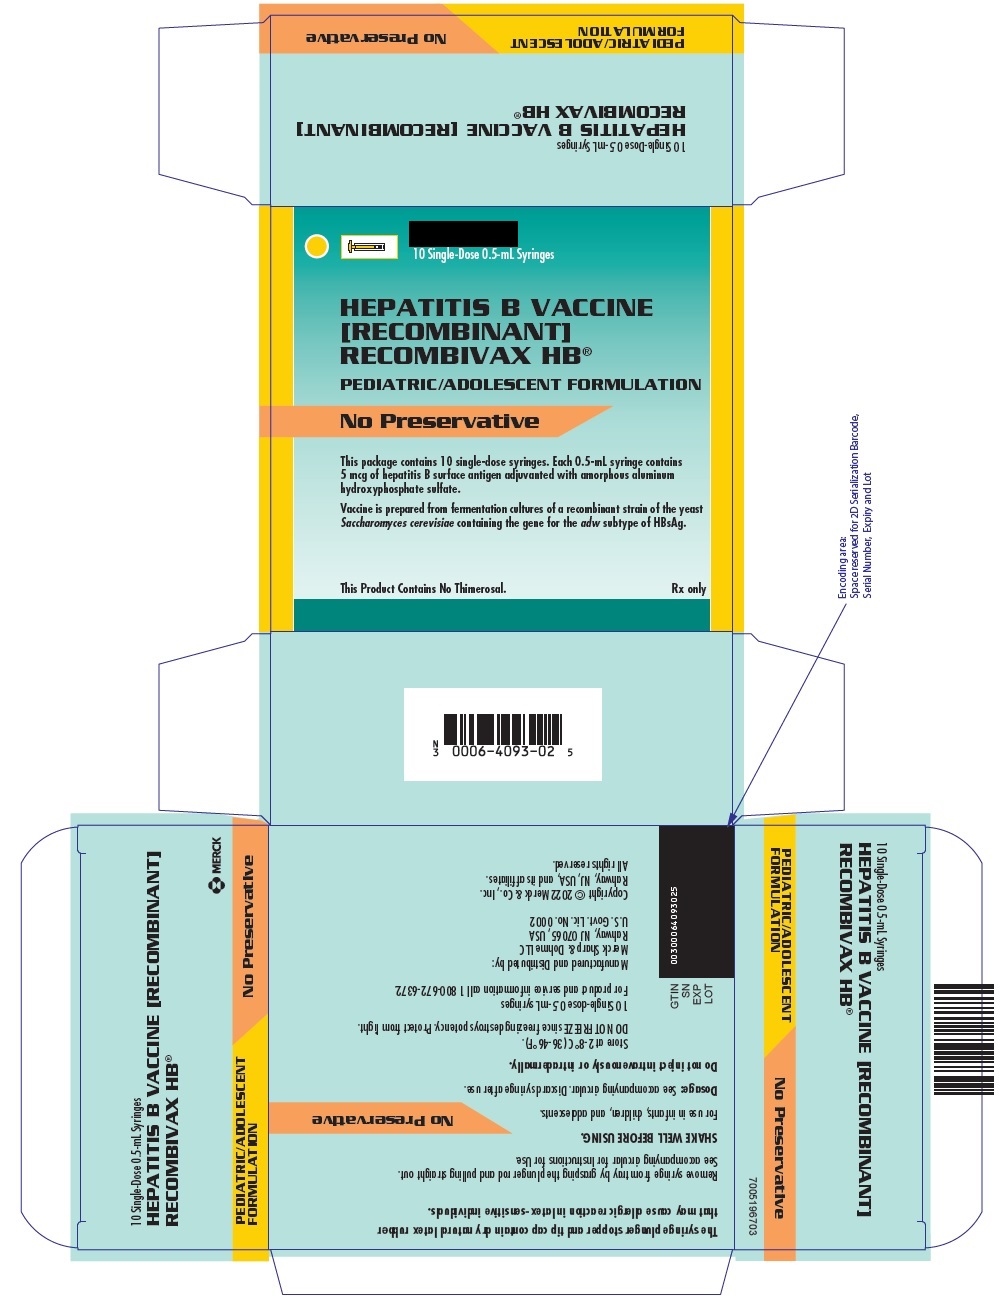 PEDIATRIC/ADOLESCENT
FORMULATION
No Preservative
10 Single-Dose 0.5-mL Syringes
HEPATITIS B VACCINE [RECOMBINANT]
RECOMBIVAX HB®
10 Single-Dose 0.5-mL Syringes
HEPATITIS B VACCINE
[RECOMBINANT]
RECOMBIVAX HB®
PEDIATRIC/ADOLESCENT FORMULATION
No Preservative
This package contains 10 single-dose syringes. Each 0.5-mL syringe contains
5 mcg of hepatitis B surface antigen adjuvanted with amorphous aluminum
hydroxyphosphate sulfate.
Vaccine is prepared from fermentation cultures of a recombinant strain of the yeast
Saccharomyces cerevisiae containing the gene for the adw subtype of HBsAg.
This Product Contains No Thimerosal.
Rx only
Encoding area:
Space reserved for 2D Serialization Barcode,
Serial Number, Expiry and Lot
N
3 0006-4093-02 5
10 Single-Dose 0.5-mL Syringes
HEPATITIS B VACCINE [RECOMBINANT]
RECOMBIVAX HB®
MERCK
PEDIATRIC/ADOLESCENT
FORMULATION
No Preservative
The syringe plunger stopper and tip cap contain dry natural latex rubber
that may cause allergic reaction in latex-sensitive individuals.
Remove syringe from tray by grasping the plunger rod and pulling straight out.
See accompanying circular for Instructions for Use.
SHAKE WELL BEFORE USING.
For use in infants, children, and adolescents.
No Preservative
Dosage: See accompanying circular. Discard syringe after use.
Do not inject intravenously or intradermally.
Store at 2-8°C (36-46°F).
DO NOT FREEZE since freezing destroys potency. Protect from light.
10 Single-dose 0.5-mL syringes
For product and service information call 1-800-672-6372
Manufactured and Distributed by:
Merck Sharp & Dohme LLC
Rahway, NJ 07065, USA
U.S. Govt. Lic. No. 0002
Copyright © 2022 Merck & Co., Inc.
Rahway, NJ, USA, and its affiliates.
All rights reserved.
00300064093025
GTIN
SN
EXP
LOT
10 Single-Dose 0.5-mL Syringes
HEPATITIS B VACCINE [RECOMBINANT]
RECOMBIVAX HB®
PEDIATRIC/ADOLESCENT
FORMULATION
No Preservative
7005196703